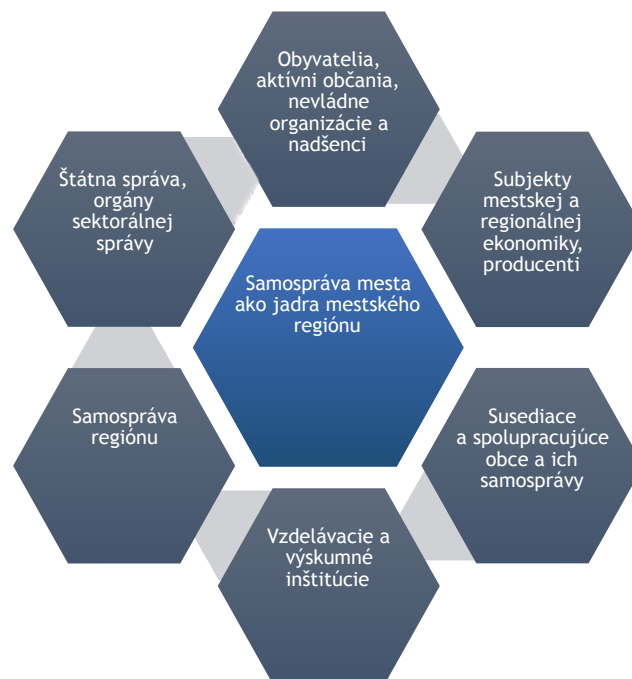 Obyvatelia,
aktívni občania,
nevládne
organizácie a
nadšenci
Štátna správa,
orgány
sektorálnej
správy
Subjekty
mestskej a
regionálnej
ekonomiky,
producenti
Samospráva mesta
ako jadra mestského
regiónu
Samospráva
regiónu
Susediace
a spolupracujúce
obce a ich
samosprávy
Vzdelávacie a
výskumné
inštitúcie